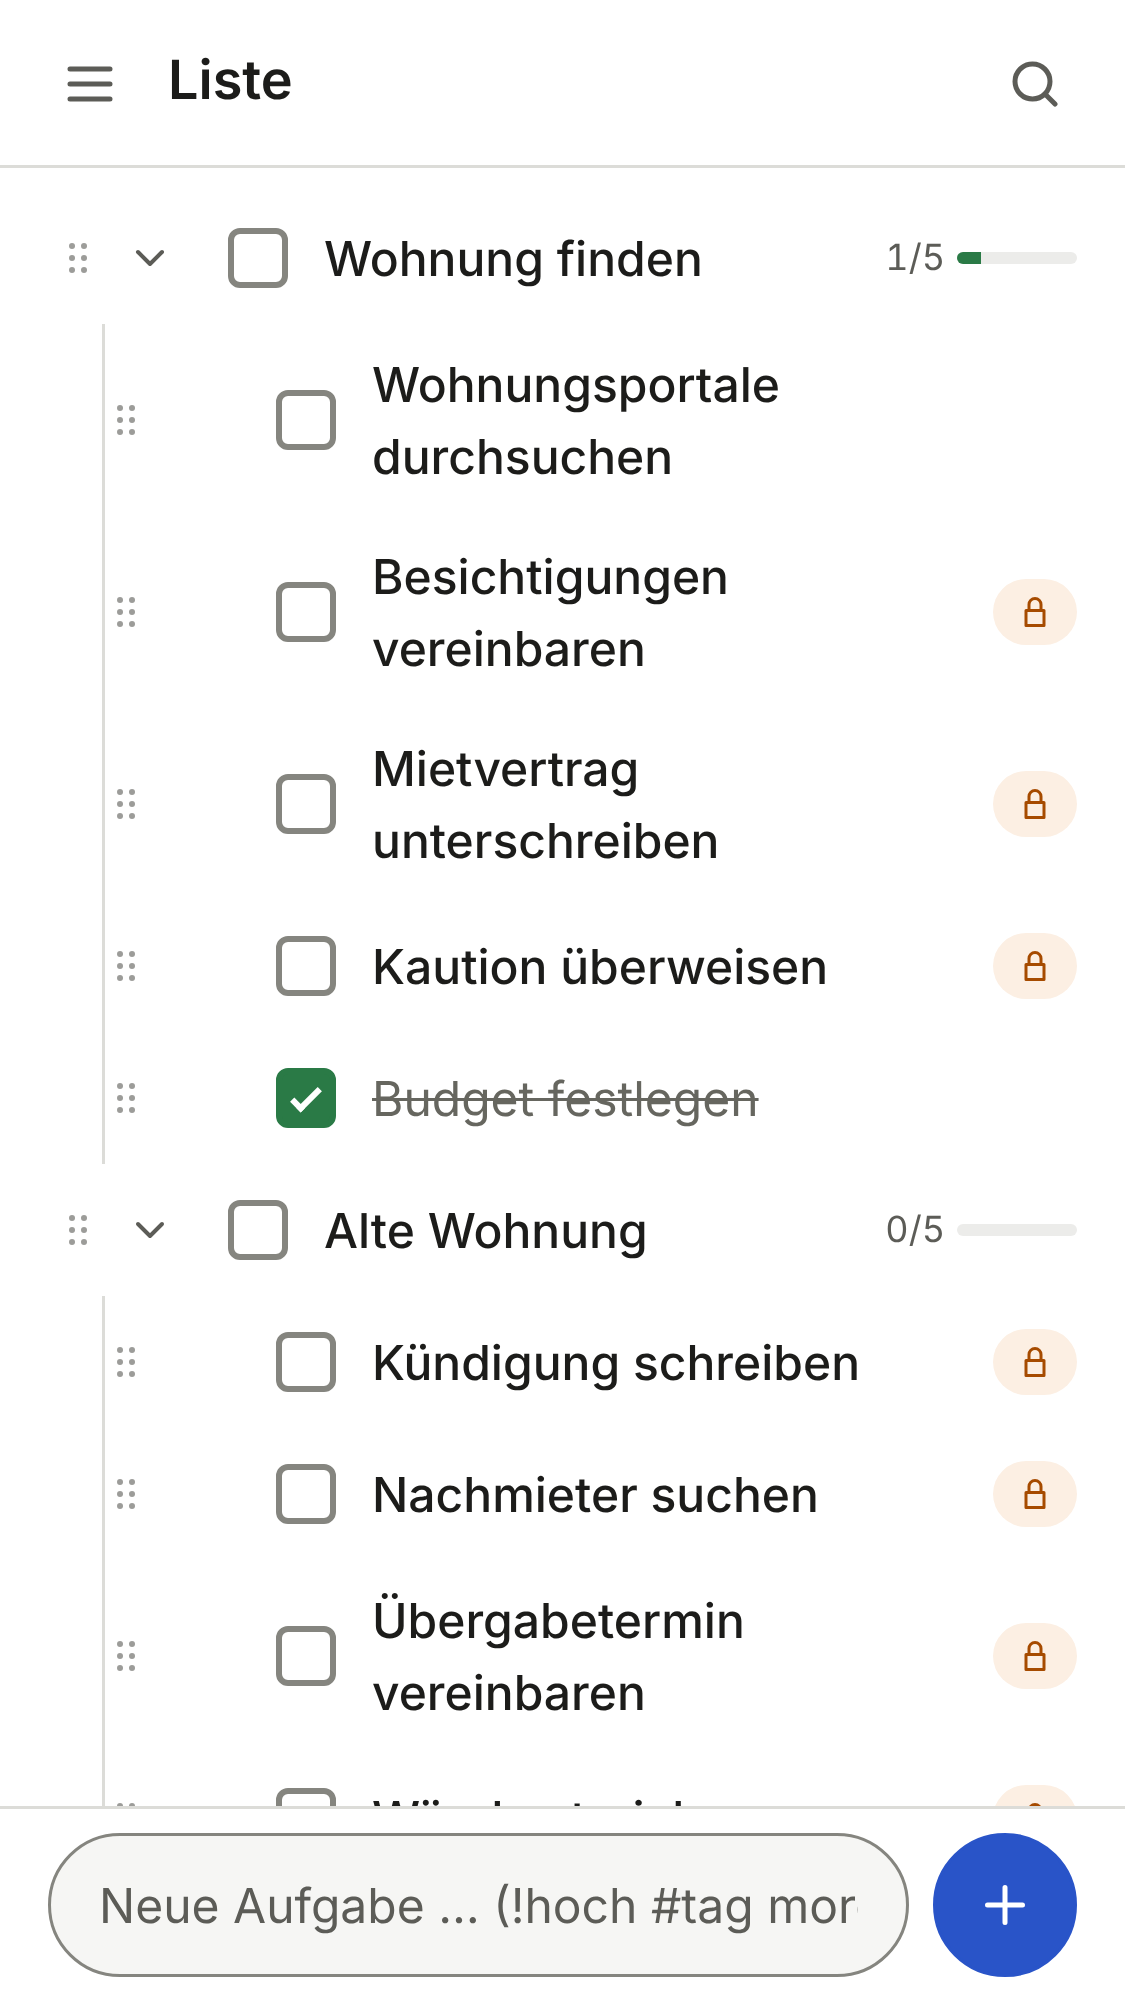 Liste
Wohnung finden 1/5
Wohnungsportale
durchsuchen
Besichtigungen
vereinbaren
Mietvertrag
unterschreiben
Kaution überweisen
Budget festlegen
Alte Wohnung 0/5
Kündigung schreiben
Nachmieter suchen
Übergabetermin
vereinbaren
Neue Aufgabe ... (!hoch #tag